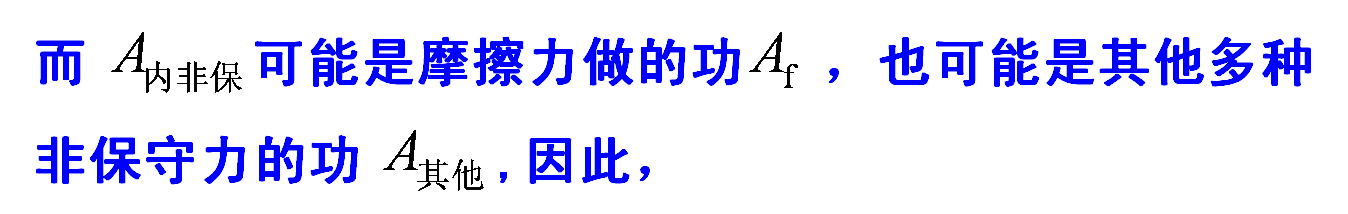 而 A内非保 可能是摩擦力做的功 Af ，也可能是其他多种
非保守力的功 A其他 , 因此，